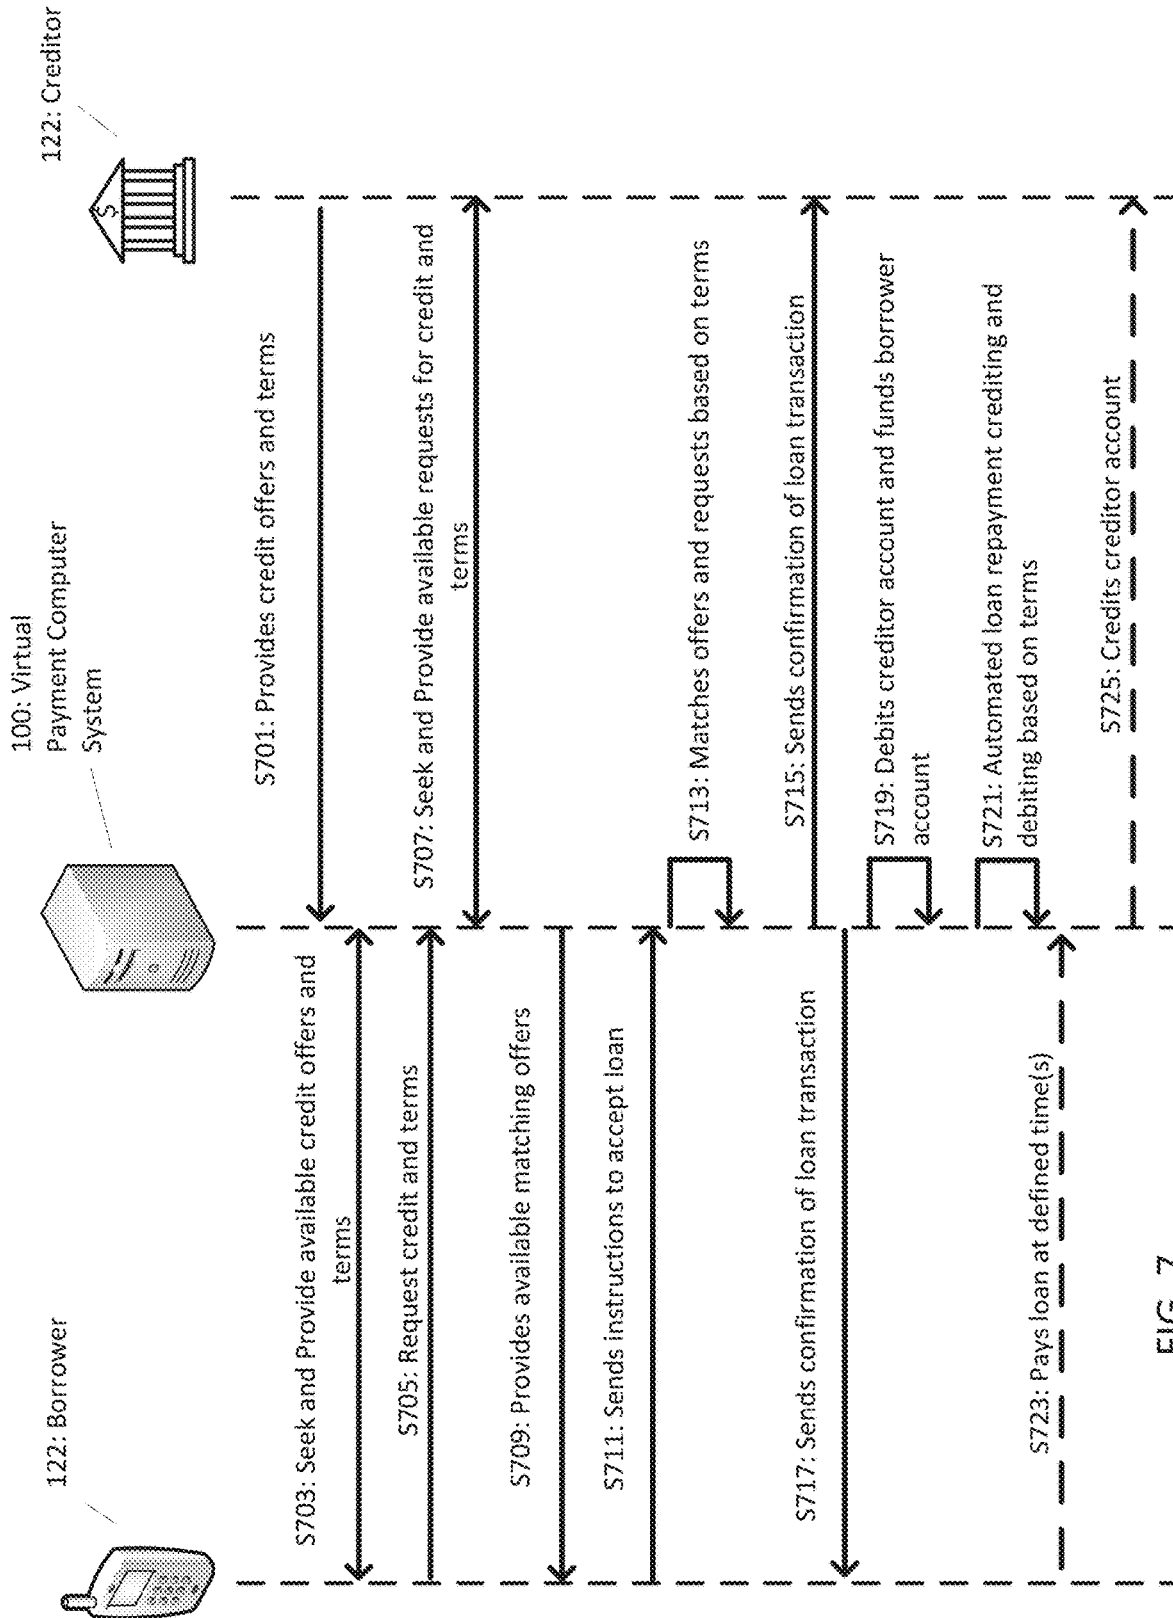 122: Borrower
100: Virtual
Payment Computer
System
122: Creditor
S701: Provides credit offers and terms
S703: Seek and Provide available credit offers and
terms
S705: Request credit and terms
S707: Seek and Provide available requests for credit and
terms
S709: Provides available matching offers
S711: Sends instructions to accept loan
S713: Matches offers and requests based on terms
S715: Sends confirmation of loan transaction
S717: Sends confirmation of loan transaction
S719: Debits creditor account and funds borrower
account
S721: Automated loan repayment crediting and
debiting based on terms
S723: Pays loan at defined time(s)
S725: Credits creditor account
FIG. 7
$